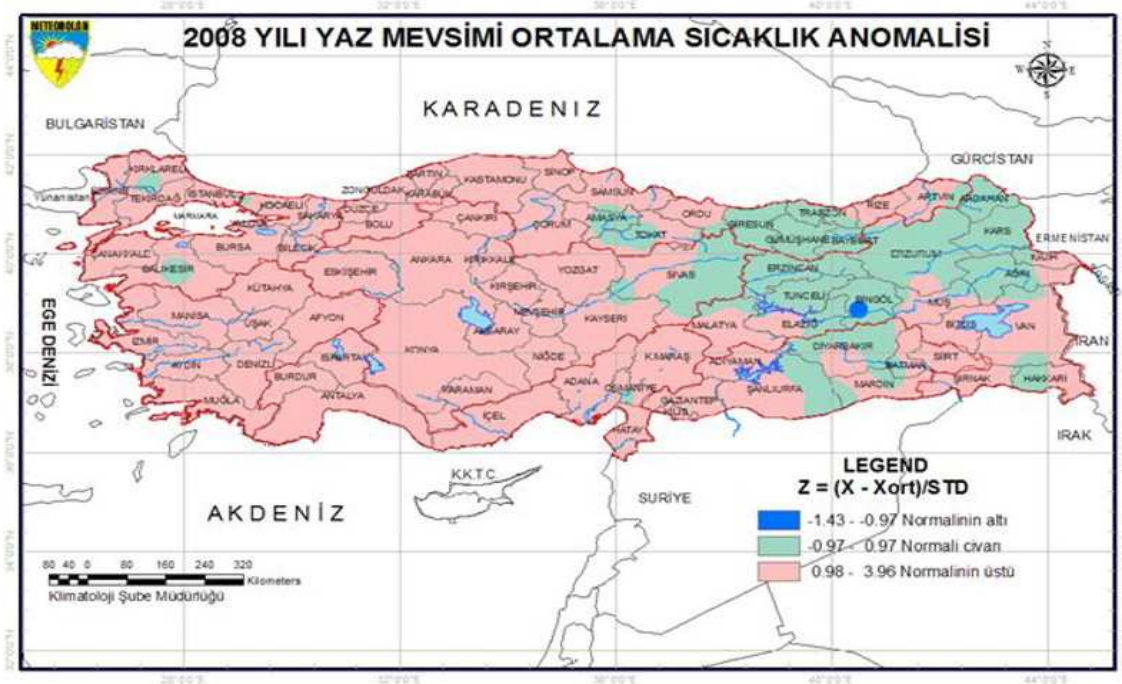 METEOROLOJİ
2008 YILI YAZ MEVSİMİ ORTALAMA SICAKLIK ANOMALİSİ
N
W E
S
KARADENİZ
BULGARİSTAN
GÜRCİSTAN
Yunanistan
ERMENİSTAN
İRAN
IRAK
SURİYE
K.K.T.C
EGE DENİZİ
AKDENİZ
KIRKLARELİ
TEKİRDAĞ
İSTANBUL
KOCAELİ
SAKARYA
DÜZCE
BOLU
ZONGULDAK
BARTIN
KARABÜK
KASTAMONU
SİNOP
SAMSUN
ÇANKIRI
ÇORUM
AMASYA
TOKAT
ORDU
GİRESUN
TRABZON
RİZE
ARTVİN
ARDAHAN
KARS
GÜMÜŞHANE
BAYBURT
ERZURUM
IĞDIR
AĞRI
MARMARA
ÇANAKKALE
BURSA
BİLECİK
BALIKESİR
KÜTAHYA
ESKİŞEHİR
ANKARA
KIRIKKALE
YOZGAT
SİVAS
ERZİNCAN
TUNCELİ
BİNGÖL
MUŞ
KIRŞEHİR
NEVŞEHİR
KAYSERİ
MALATYA
ELAZIĞ
BİTLİS
VAN
MANİSA
UŞAK
AFYON
AKSARAY
İZMİR
AYDIN
DENİZLİ
ISPARTA
KONYA
NİĞDE
K.MARAŞ
ADIYAMAN
DİYARBAKIR
BATMAN
SİİRT
ŞIRNAK
HAKKARİ
BURDUR
ANTALYA
KARAMAN
ADANA
OSMANİYE
GAZİANTEP
ŞANLIURFA
MARDİN
MUĞLA
İÇEL
KİLİS
HATAY
LEGEND
Z = (X - Xort)/STD
-1.43 - -0.97 Normalinin altı
-0.97 - 0.97 Normali civarı
0.98 - 3.96 Normalinin üstü
80 40 0 80 160 240 320
Kilometers
Klimatoloji Şube Müdürlüğü